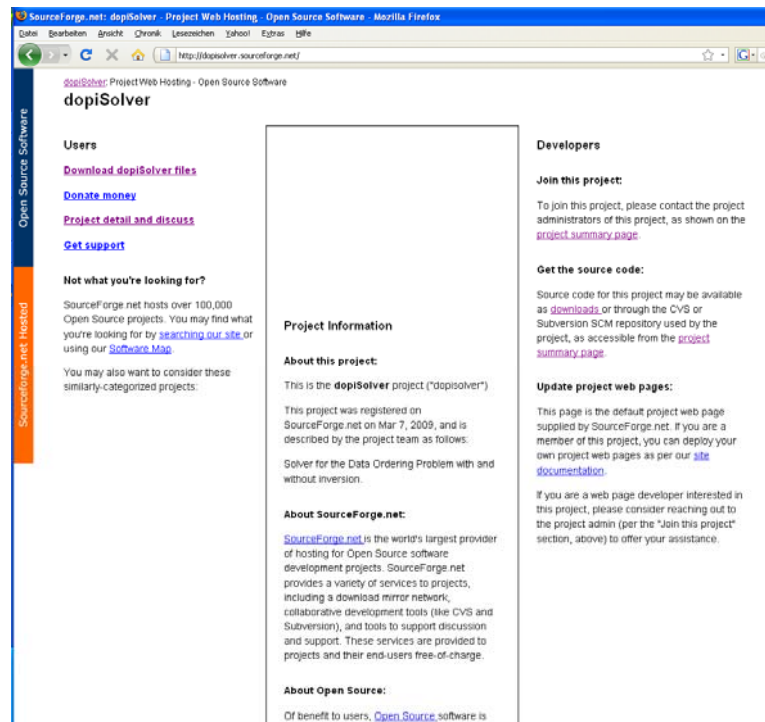 SourceForge.net: dopiSolver - Project Web Hosting - Open Source Software - Mozilla Firefox
Datei Bearbeiten Ansicht Chronik Lesezeichen Yahoo! Extras Hilfe
http://dopisolver.sourceforge.net/
Open Source Software
Sourceforge.net Hosted
dopiSolver: Project Web Hosting - Open Source Software
dopiSolver
Users
Download dopiSolver files
Donate money
Project detail and discuss
Get support
Not what you're looking for?
SourceForge.net hosts over 100,000
Open Source projects. You may find what
you're looking for by searching our site or
using our Software Map.
You may also want to consider these
similarly-categorized projects:
Project Information
About this project:
This is the dopiSolver project ("dopisolver")
This project was registered on
SourceForge.net on Mar 7, 2009, and is
described by the project team as follows:
Solver for the Data Ordering Problem with and
without inversion.
About SourceForge.net:
SourceForge.net is the world's largest provider
of hosting for Open Source software
development projects. SourceForge.net
provides a variety of services to projects,
including a download mirror network,
collaborative development tools (like CVS and
Subversion), and tools to support discussion
and support. These services are provided to
projects and their end-users free-of-charge.
About Open Source:
Of benefit to users, Open Source software is
Developers
Join this project:
To join this project, please contact the project
administrators of this project, as shown on the
project summary page.
Get the source code:
Source code for this project may be available
as downloads or through the CVS or
Subversion SCM repository used by the
project, as accessible from the project
summary page.
Update project web pages:
This page is the default project web page
supplied by SourceForge.net. If you are a
member of this project, you can deploy your
own project web pages as per our site
documentation.
If you are a web page developer interested in
this project, please consider reaching out to
the project admin (per the "Join this project"
section, above) to offer your assistance.